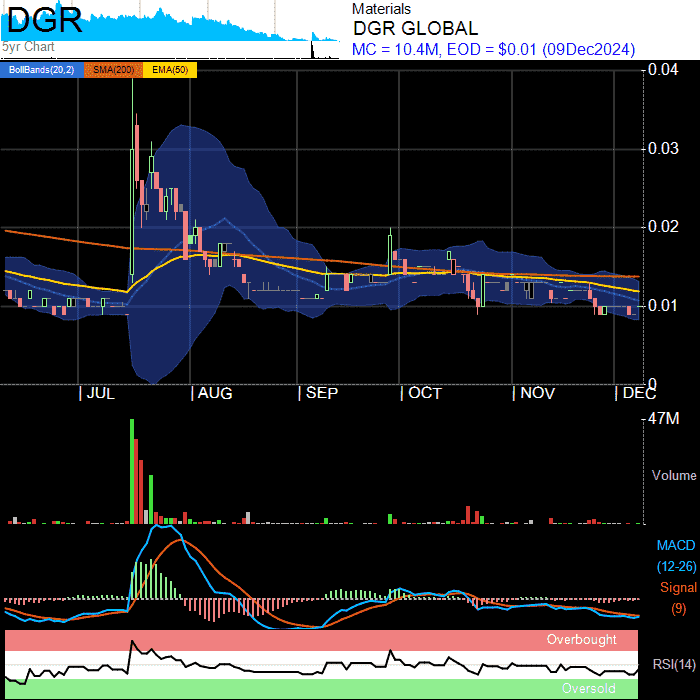 DGR
5yr Chart
Materials
DGR GLOBAL
MC = 10.4M, EOD = $0.01 (09Dec2024)
BollBands(20,2) SMA(200) EMA(50)
0.04
0.03
0.02
0.01
0
JUL AUG SEP OCT NOV DEC
47M
Volume
MACD
(12-26)
Signal
(9)
Overbought
RSI(14)
Oversold